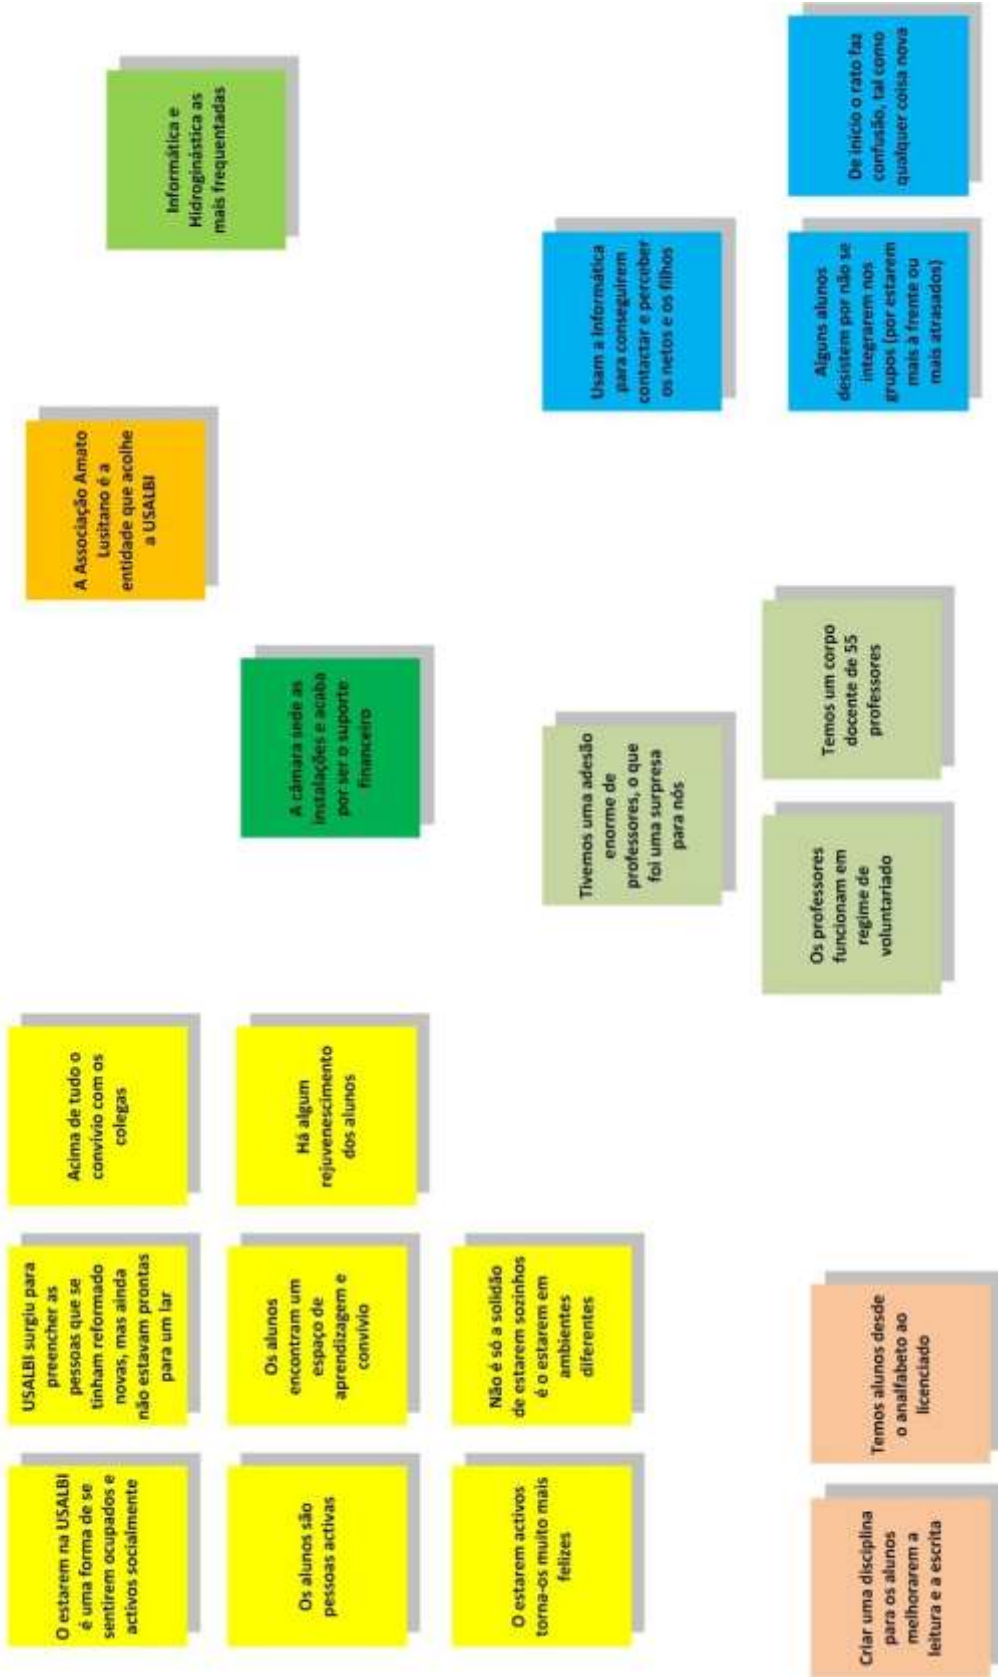 O estarem na USALBI
é uma forma de se
sentirem ocupados e
activos socialmente
USALBI surgiu para
preencher as
pessoas que se
tinham reformado
novas, mas ainda
não estavam prontas
para um lar
Acima de tudo o
convívio com os
colegas
Os alunos são
pessoas activas
Os alunos
encontram um
espaço de
aprendizagem e
convívio
Há algum
rejuvenescimento
dos alunos
O estarem activos
torna-os muito mais
felizes
Não é só a solidão
de estarem sozinhos
é o estarem em
ambientes
diferentes
A câmara sede as
instalações e acaba
por ser o suporte
financeiro
A Associação Amato
Lusitano é a
entidade que acolhe
a USALBI
Informática e
Hidroginástica as
mais frequentadas
Criar uma disciplina
para os alunos
melhorarem a
leitura e a escrita
Temos alunos desde
o analfabeto ao
licenciado
Tivemos uma adesão
enorme de
professores, o que
foi uma surpresa
para nós
Os professores
funcionam em
regime de
voluntariado
Temos um corpo
docente de 55
professores
Usam a Informática
para conseguirem
contactar e perceber
os netos e os filhos
Alguns alunos
desistem por não se
integrarem nos
grupos (por estarem
mais à frente ou
mais atrasados)
De início o rato faz
confusão, tal como
qualquer coisa nova